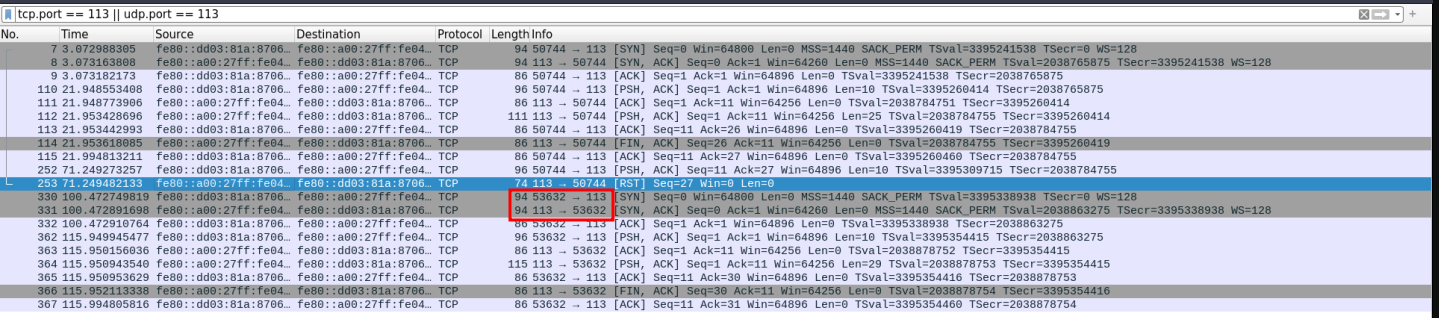 tcp.port == 113 || udp.port == 113
No. Time Source Destination Protocol Length Info
7 3.072988305 fe80::dd03:81a:8706… fe80::a00:27ff:fe04… TCP 94 50744 → 113 [SYN] Seq=0 Win=64800 Len=0 MSS=1440 SACK_PERM TSval=3395241538 TSecr=0 WS=128
8 3.073163808 fe80::a00:27ff:fe04… fe80::dd03:81a:8706… TCP 94 113 → 50744 [SYN, ACK] Seq=0 Ack=1 Win=64260 Len=0 MSS=1440 SACK_PERM TSval=2038765875 TSecr=3395241538 WS=128
9 3.073182173 fe80::dd03:81a:8706… fe80::a00:27ff:fe04… TCP 86 50744 → 113 [ACK] Seq=1 Ack=1 Win=64896 Len=0 TSval=3395241538 TSecr=2038765875
110 21.948553408 fe80::dd03:81a:8706… fe80::a00:27ff:fe04… TCP 96 50744 → 113 [PSH, ACK] Seq=1 Ack=1 Win=64896 Len=10 TSval=3395260414 TSecr=2038765875
111 21.948773906 fe80::a00:27ff:fe04… fe80::dd03:81a:8706… TCP 86 113 → 50744 [ACK] Seq=1 Ack=11 Win=64256 Len=0 TSval=2038784751 TSecr=3395260414
112 21.953428696 fe80::a00:27ff:fe04… fe80::dd03:81a:8706… TCP 111 113 → 50744 [PSH, ACK] Seq=1 Ack=11 Win=64256 Len=25 TSval=2038784755 TSecr=3395260414
113 21.953442993 fe80::dd03:81a:8706… fe80::a00:27ff:fe04… TCP 86 50744 → 113 [ACK] Seq=11 Ack=26 Win=64896 Len=0 TSval=3395260419 TSecr=2038784755
114 21.953618085 fe80::a00:27ff:fe04… fe80::dd03:81a:8706… TCP 86 113 → 50744 [FIN, ACK] Seq=26 Ack=11 Win=64256 Len=0 TSval=2038784755 TSecr=3395260419
115 21.994813211 fe80::dd03:81a:8706… fe80::a00:27ff:fe04… TCP 86 50744 → 113 [ACK] Seq=11 Ack=27 Win=64896 Len=0 TSval=3395260460 TSecr=2038784755
252 71.249273257 fe80::dd03:81a:8706… fe80::a00:27ff:fe04… TCP 96 50744 → 113 [PSH, ACK] Seq=11 Ack=27 Win=64896 Len=10 TSval=3395309715 TSecr=2038784755
253 71.249482133 fe80::a00:27ff:fe04… fe80::dd03:81a:8706… TCP 74 113 → 50744 [RST] Seq=27 Win=0 Len=0
330 100.472749819 fe80::dd03:81a:8706… fe80::a00:27ff:fe04… TCP 94 53632 → 113 [SYN] Seq=0 Win=64800 Len=0 MSS=1440 SACK_PERM TSval=3395338938 TSecr=0 WS=128
331 100.472891698 fe80::a00:27ff:fe04… fe80::dd03:81a:8706… TCP 94 113 → 53632 [SYN, ACK] Seq=0 Ack=1 Win=64260 Len=0 MSS=1440 SACK_PERM TSval=2038863275 TSecr=3395338938 WS=128
332 100.472910764 fe80::dd03:81a:8706… fe80::a00:27ff:fe04… TCP 86 53632 → 113 [ACK] Seq=1 Ack=1 Win=64896 Len=0 TSval=3395338938 TSecr=2038863275
362 115.949945477 fe80::dd03:81a:8706… fe80::a00:27ff:fe04… TCP 96 53632 → 113 [PSH, ACK] Seq=1 Ack=1 Win=64896 Len=10 TSval=3395354415 TSecr=2038863275
363 115.950156036 fe80::a00:27ff:fe04… fe80::dd03:81a:8706… TCP 86 113 → 53632 [ACK] Seq=1 Ack=11 Win=64256 Len=0 TSval=2038878752 TSecr=3395354415
364 115.950943540 fe80::a00:27ff:fe04… fe80::dd03:81a:8706… TCP 115 113 → 53632 [PSH, ACK] Seq=1 Ack=11 Win=64256 Len=29 TSval=2038878753 TSecr=3395354415
365 115.950953629 fe80::dd03:81a:8706… fe80::a00:27ff:fe04… TCP 86 53632 → 113 [ACK] Seq=11 Ack=30 Win=64896 Len=0 TSval=3395354416 TSecr=2038878753
366 115.952113338 fe80::a00:27ff:fe04… fe80::dd03:81a:8706… TCP 86 113 → 53632 [FIN, ACK] Seq=30 Ack=11 Win=64256 Len=0 TSval=2038878754 TSecr=3395354416
367 115.994805816 fe80::dd03:81a:8706… fe80::a00:27ff:fe04… TCP 86 53632 → 113 [ACK] Seq=11 Ack=31 Win=64896 Len=0 TSval=3395354460 TSecr=2038878754